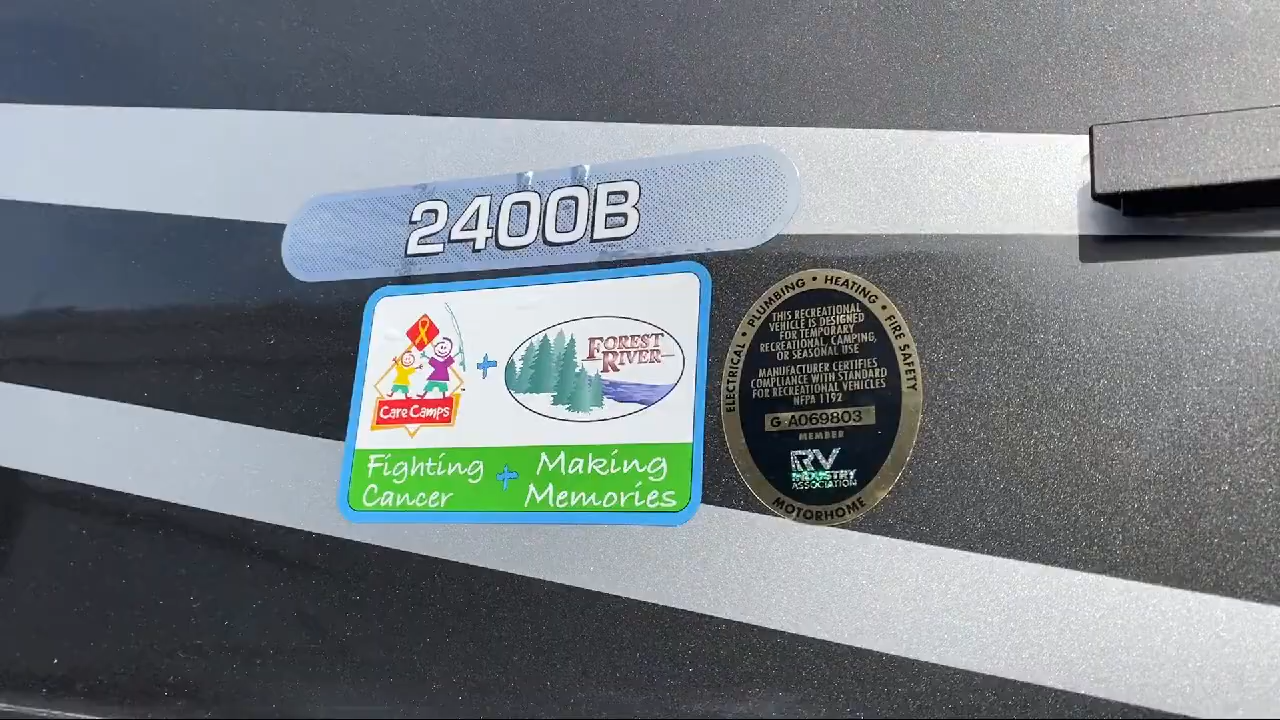 2400B
Care Camps
FOREST
RIVER
Fighting
Cancer
Making
Memories
ELECTRICAL • PLUMBING • HEATING • FIRE SAFETY
THIS RECREATIONAL
VEHICLE IS DESIGNED
FOR TEMPORARY
RECREATIONAL, CAMPING,
OR SEASONAL USE
MANUFACTURER CERTIFIES
COMPLIANCE WITH STANDARD
FOR RECREATIONAL VEHICLES
NFPA 1192
G-A069803
MEMBER
RV
INDUSTRY
ASSOCIATION
MOTORHOME